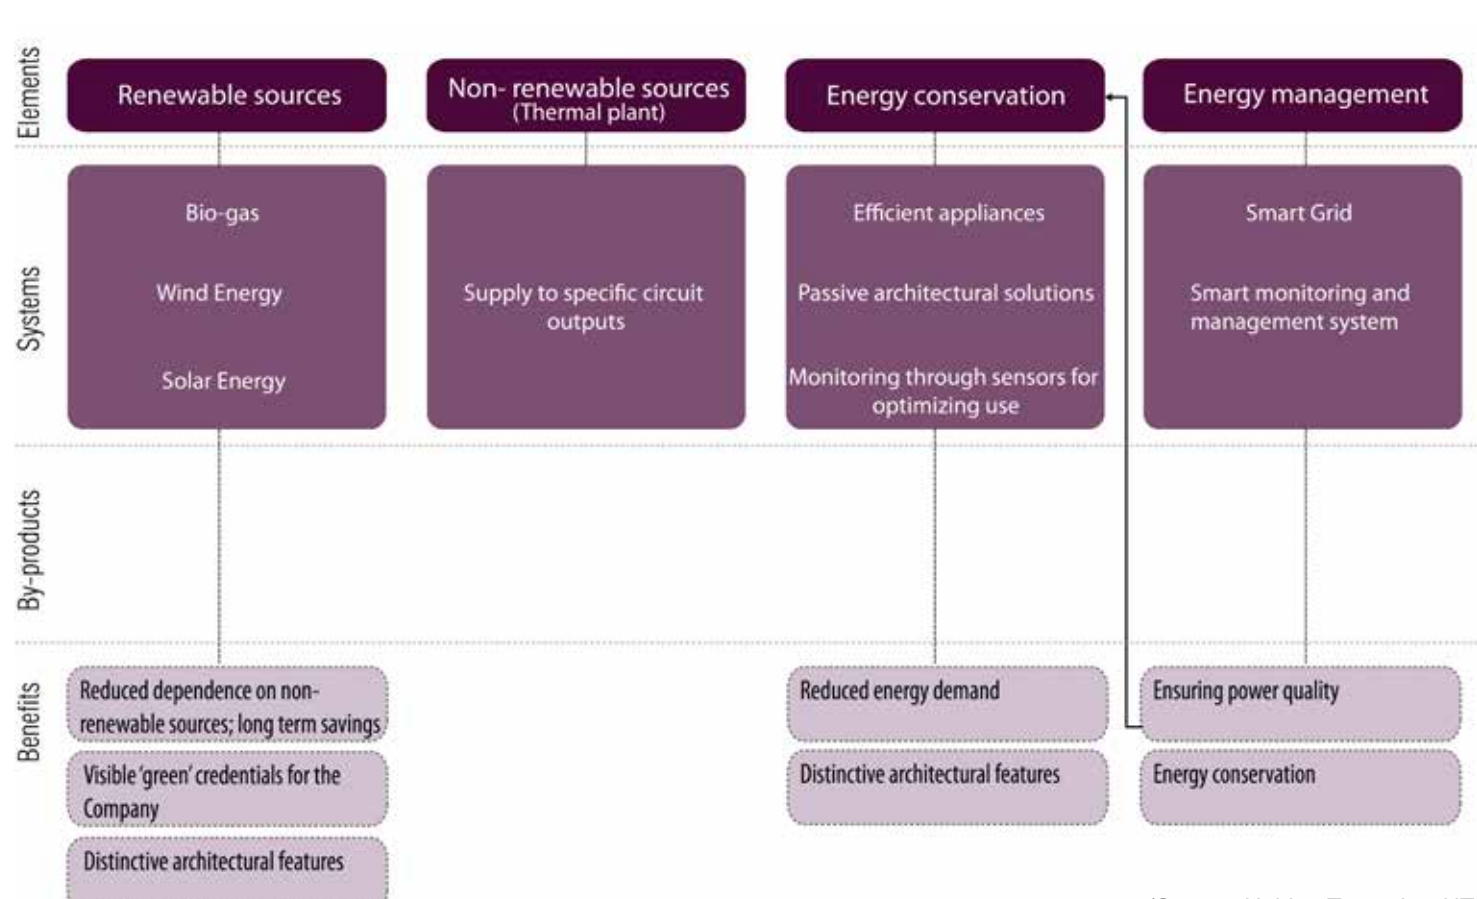 Elements
Renewable sources
Non- renewable sources
(Thermal plant)
Energy conservation
Energy management
Systems
Bio-gas
Wind Energy
Solar Energy
Supply to specific circuit
outputs
Efficient appliances
Passive architectural solutions
Monitoring through sensors for
optimizing use
Smart Grid
Smart monitoring and
management system
By-products
Benefits
Reduced dependence on non-
renewable sources; long term savings
Visible 'green' credentials for the
Company
Distinctive architectural features
Reduced energy demand
Distinctive architectural features
Ensuring power quality
Energy conservation